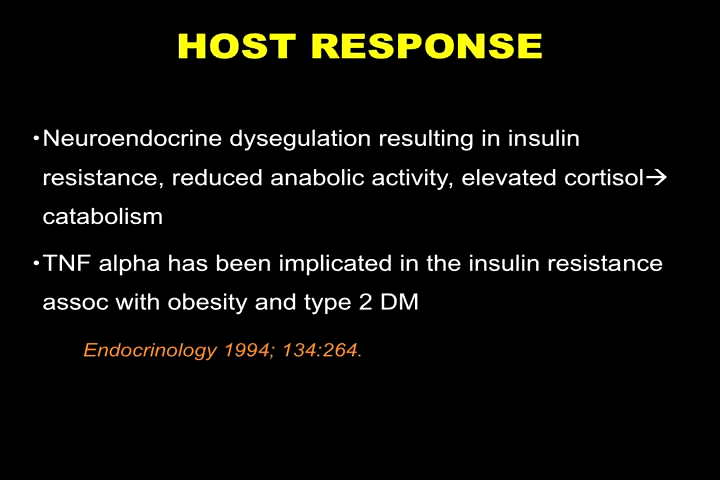 HOST RESPONSE
•Neuroendocrine dysegulation resulting in insulin
resistance, reduced anabolic activity, elevated cortisol→
catabolism
•TNF alpha has been implicated in the insulin resistance
assoc with obesity and type 2 DM
Endocrinology 1994; 134:264.